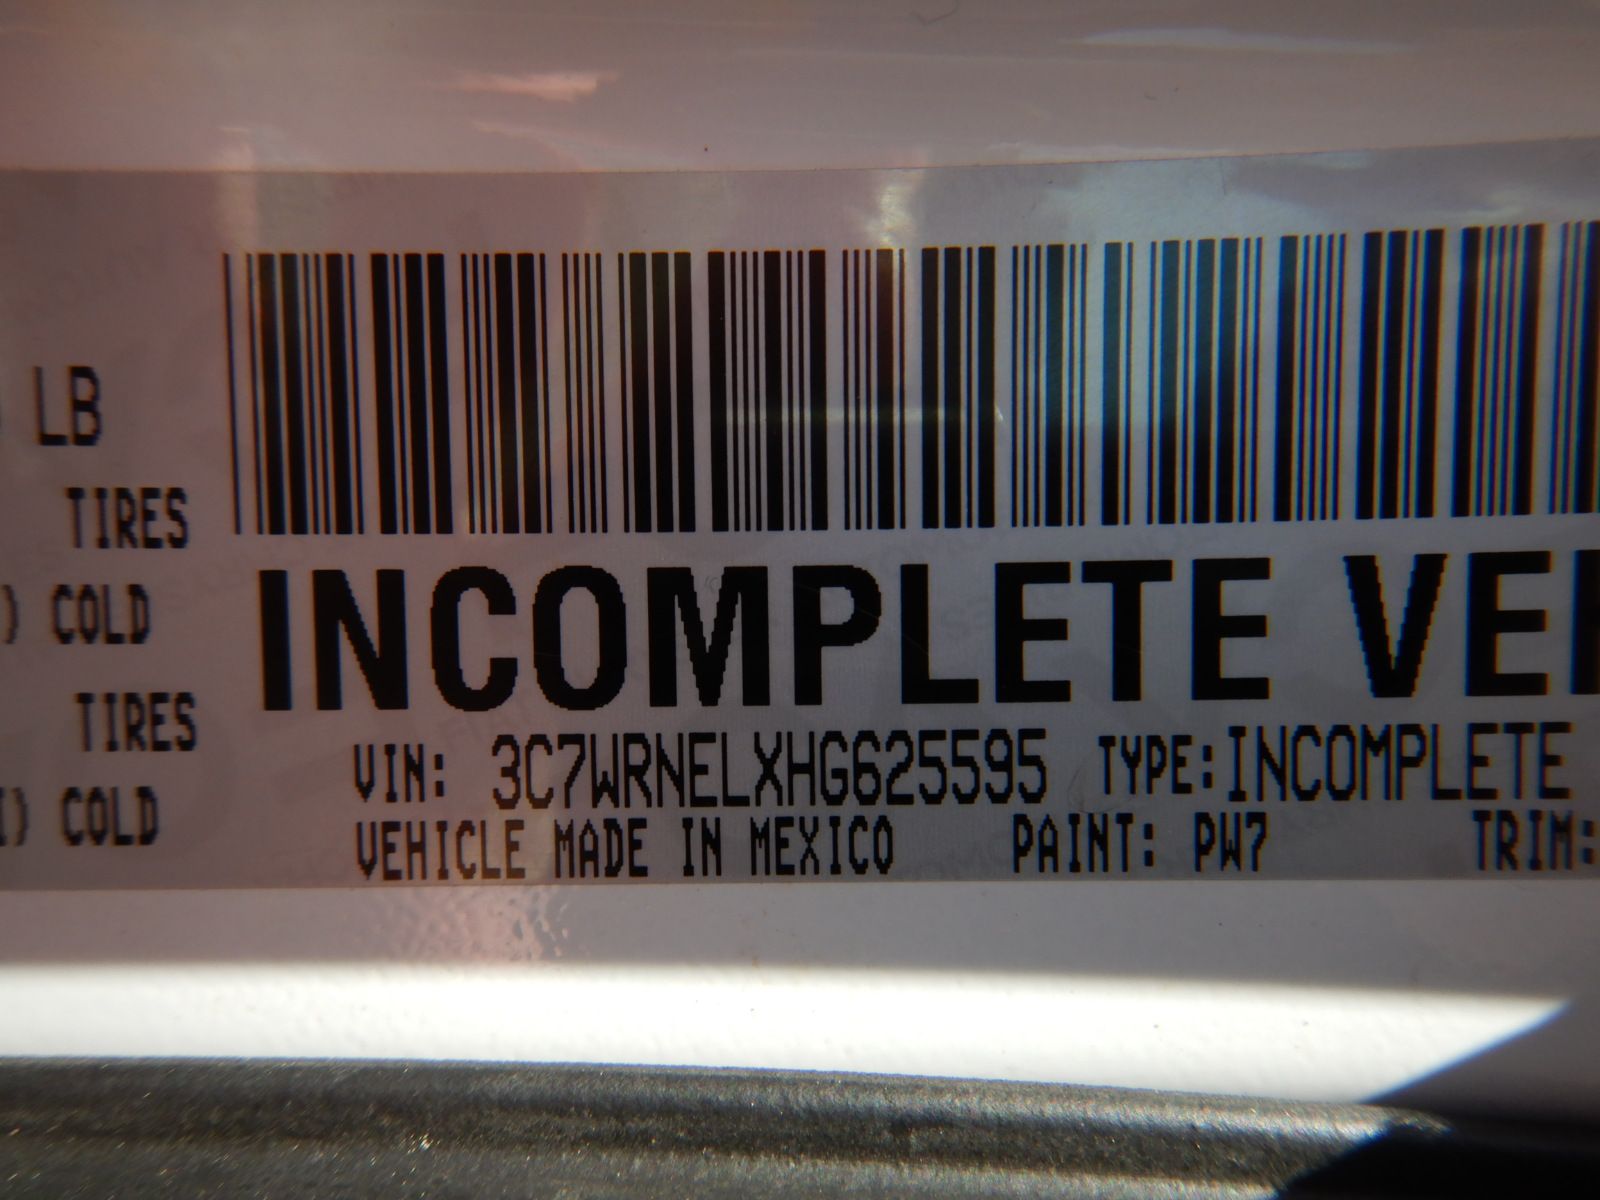 LB
TIRES
) COLD
TIRES
) COLD
INCOMPLETE VE
VIN: 3C7WRNELXHG625595 TYPE: INCOMPLETE
VEHICLE MADE IN MEXICO PAINT: PW7 TRIM: